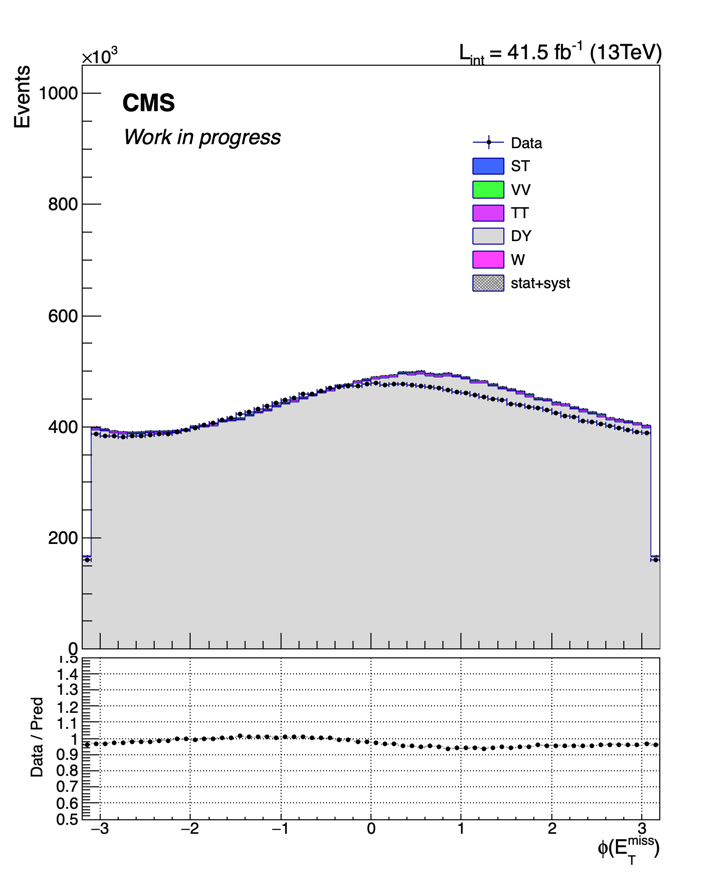 ×10³
L_int = 41.5 fb⁻¹ (13TeV)
Events
1000
CMS
Work in progress
Data
ST
800
VV
TT
DY
W
stat+syst
600
400
200
0
Data / Pred
1.5
1.4
1.3
1.2
1.1
1
0.9
0.8
0.7
0.6
0.5
−3 −2 −1 0 1 2 3
ϕ(E_T^miss)